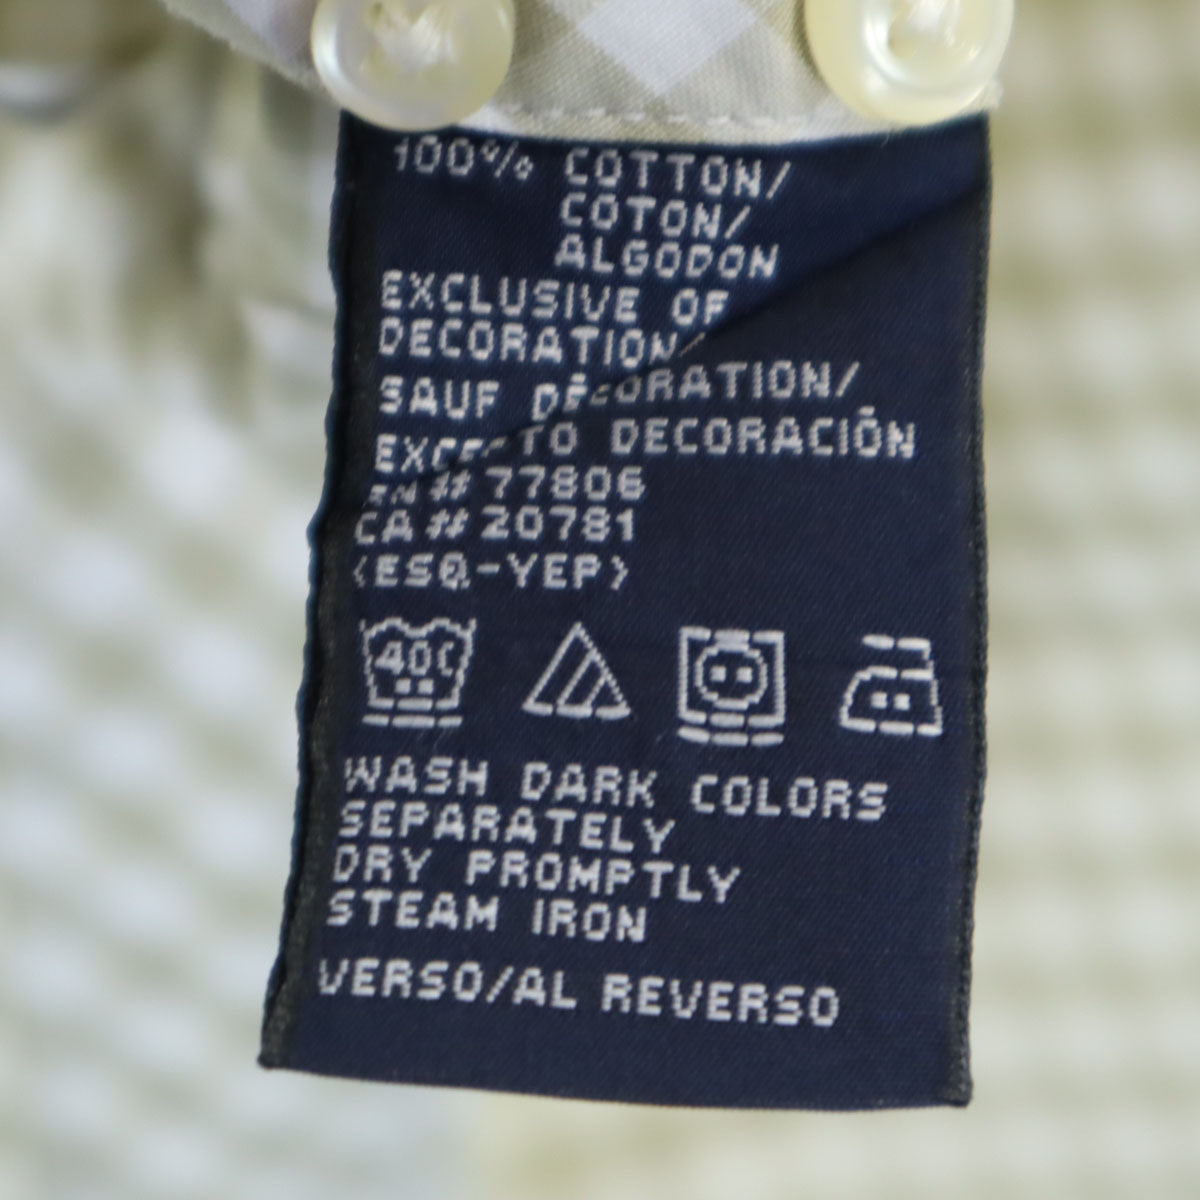 100% COTTON/
COTON/
ALGODON
EXCLUSIVE OF
DECORATION/
SAUF DÉCORATION/
EXCEPTO DECORACIÓN
RN#77806
CA#20781
(ESQ-YEP)
40C
WASH DARK COLORS
SEPARATELY
DRY PROMPTLY
STEAM IRON
VERSO/AL REVERSO